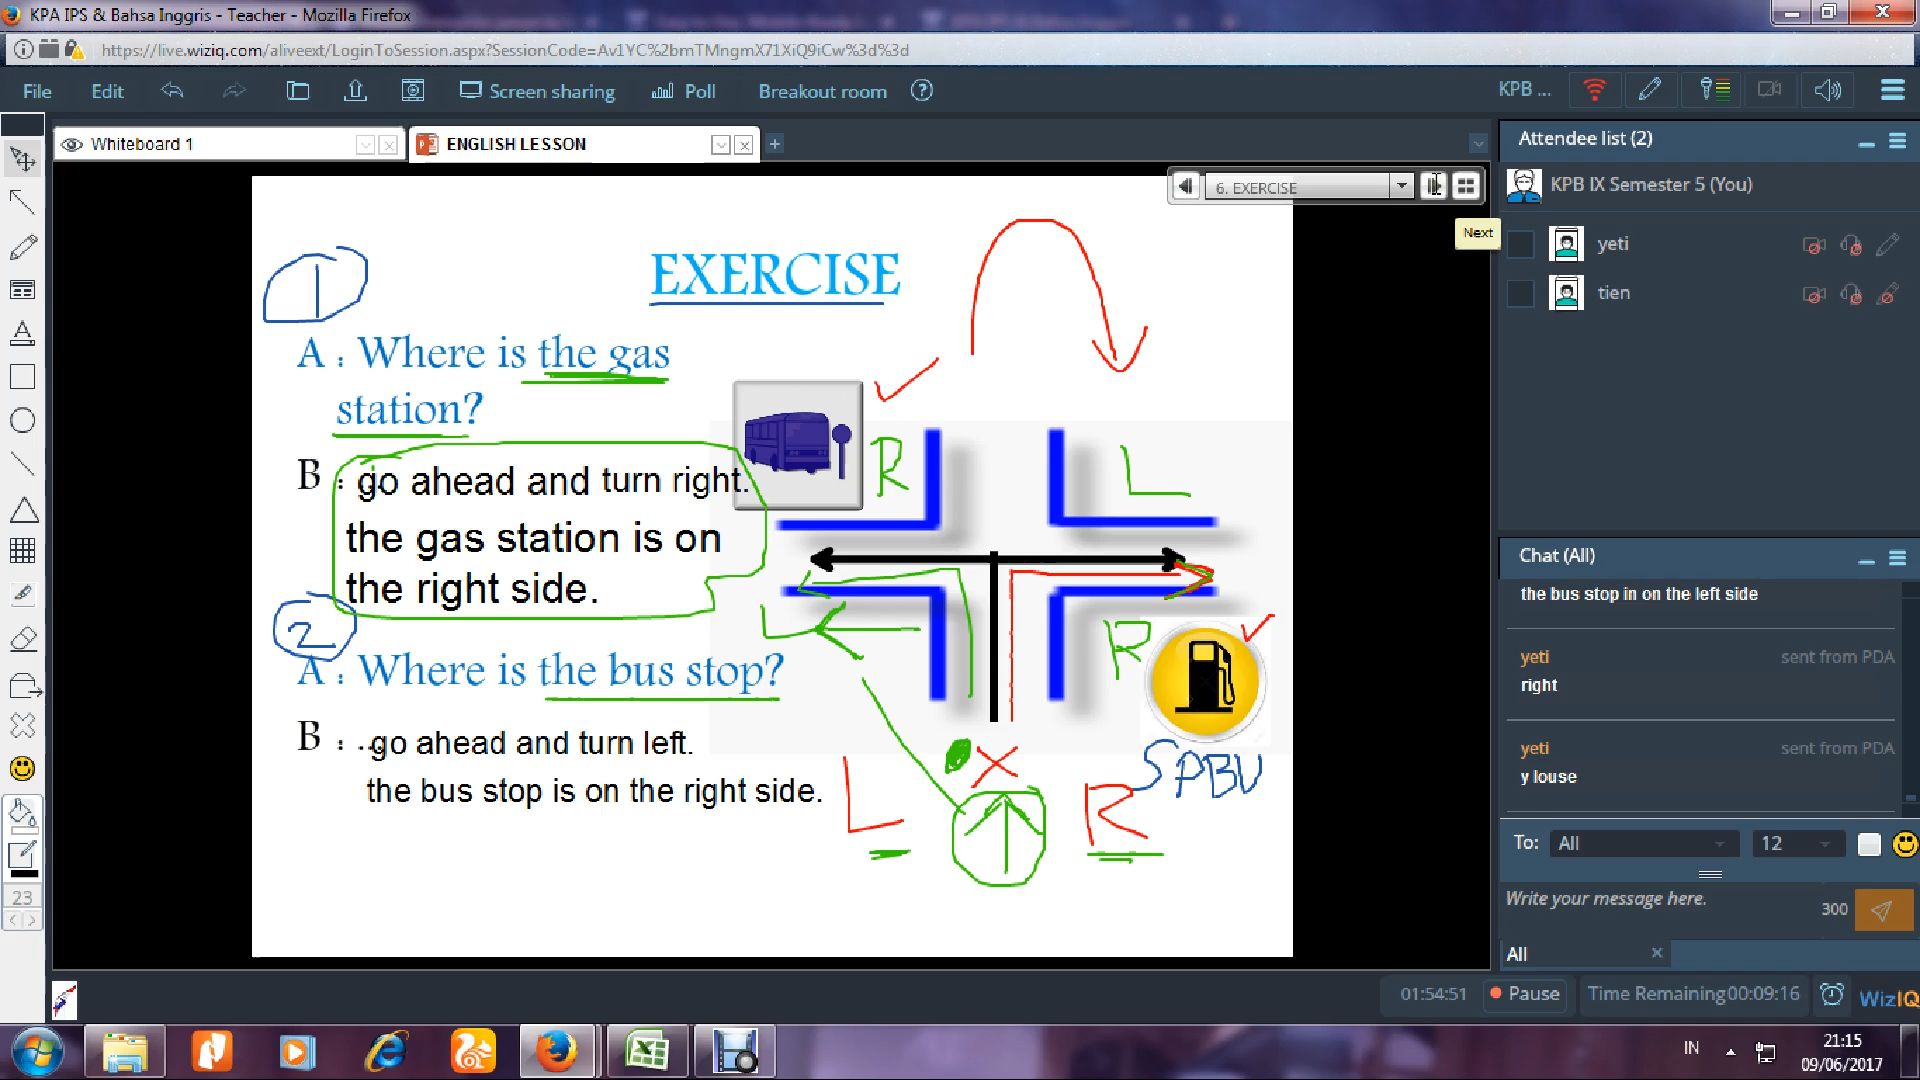 KPA IPS & Bahsa Inggris - Teacher - Mozilla Firefox
https://live.wiziq.com/aliveext/LoginToSession.aspx?SessionCode=Av1YC%2bmTMngmX71XiQ9iCw%3d%3d
File Edit Screen sharing Poll Breakout room KPB ...
Whiteboard 1
ENGLISH LESSON
Attendee list (2)
KPB IX Semester 5 (You)
yeti
tien
6. EXERCISE
Next
1
EXERCISE
A : Where is the gas
station?
B : go ahead and turn right.
the gas station is on
the right side.
2
A : Where is the bus stop?
B : ..go ahead and turn left.
the bus stop is on the right side.
R
L
L
R
SPBU
L
X
R
Chat (All)
the bus stop in on the left side
yeti sent from PDA
right
yeti sent from PDA
y louse
To: All 12
Write your message here.
300
All
23
01:54:51 Pause Time Remaining00:09:16 WizIQ
IN
21:15
09/06/2017